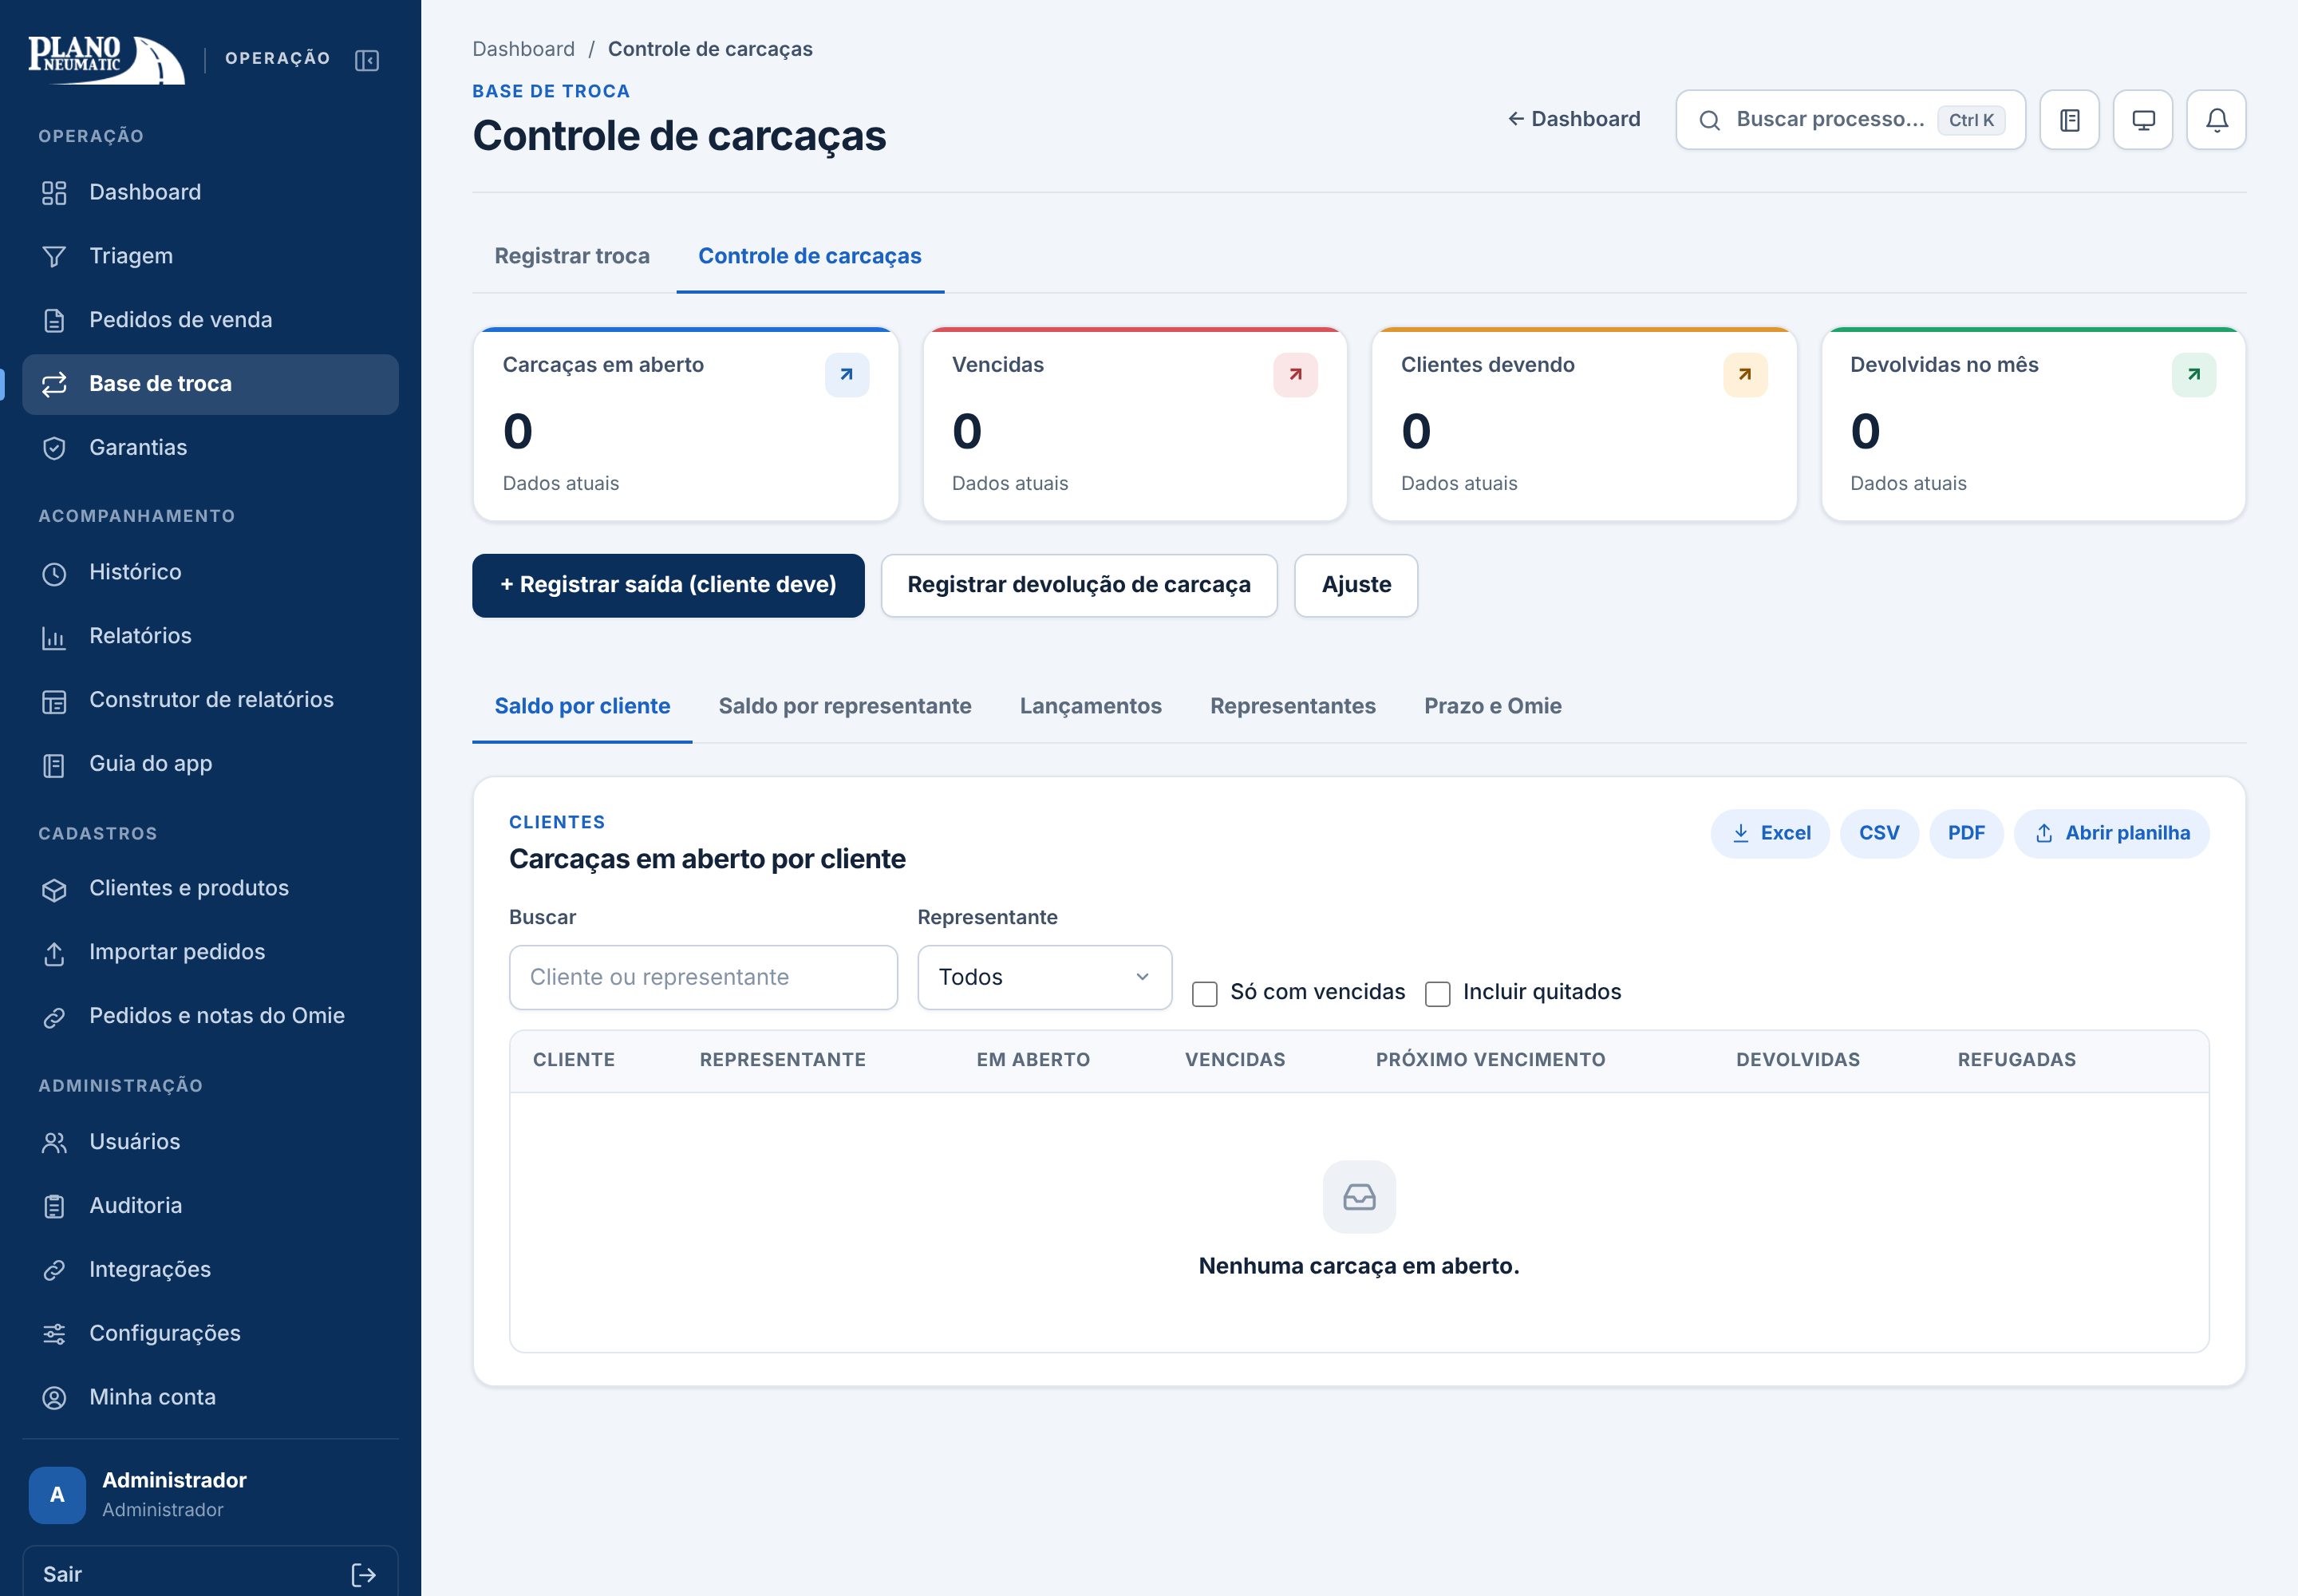 PLANO
PNEUMATIC
OPERAÇÃO
OPERAÇÃO
Dashboard
Triagem
Pedidos de venda
Base de troca
Garantias
ACOMPANHAMENTO
Histórico
Relatórios
Construtor de relatórios
Guia do app
CADASTROS
Clientes e produtos
Importar pedidos
Pedidos e notas do Omie
ADMINISTRAÇÃO
Usuários
Auditoria
Integrações
Configurações
Minha conta
A
Administrador
Administrador
Sair
Dashboard / Controle de carcaças
BASE DE TROCA
Controle de carcaças
← Dashboard
Buscar processo... Ctrl K
Registrar troca Controle de carcaças
Carcaças em aberto
0
Dados atuais
Vencidas
0
Dados atuais
Clientes devendo
0
Dados atuais
Devolvidas no mês
0
Dados atuais
+ Registrar saída (cliente deve) Registrar devolução de carcaça Ajuste
Saldo por cliente Saldo por representante Lançamentos Representantes Prazo e Omie
CLIENTES
Carcaças em aberto por cliente
Excel CSV PDF Abrir planilha
Buscar Representante
Cliente ou representante Todos Só com vencidas Incluir quitados
CLIENTE REPRESENTANTE EM ABERTO VENCIDAS PRÓXIMO VENCIMENTO DEVOLVIDAS REFUGADAS
Nenhuma carcaça em aberto.